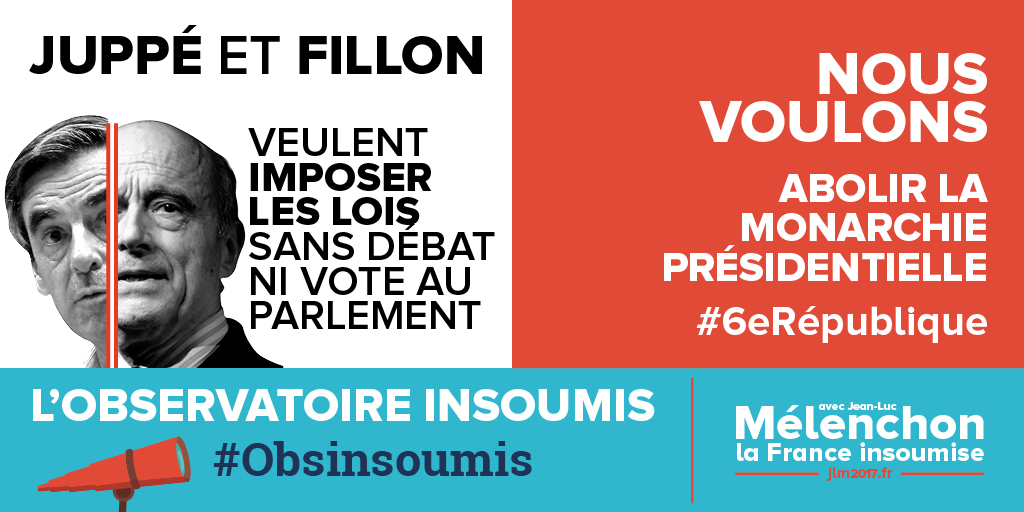 JUPPÉ ET FILLON
VEULENT
IMPOSER
LES LOIS
SANS DÉBAT
NI VOTE AU
PARLEMENT
NOUS
VOULONS
ABOLIR LA
MONARCHIE
PRÉSIDENTIELLE
#6eRépublique
L'OBSERVATOIRE INSOUMIS
#Obsinsoumis
avec Jean-Luc
Mélenchon
la France insoumise
jlm2017.fr